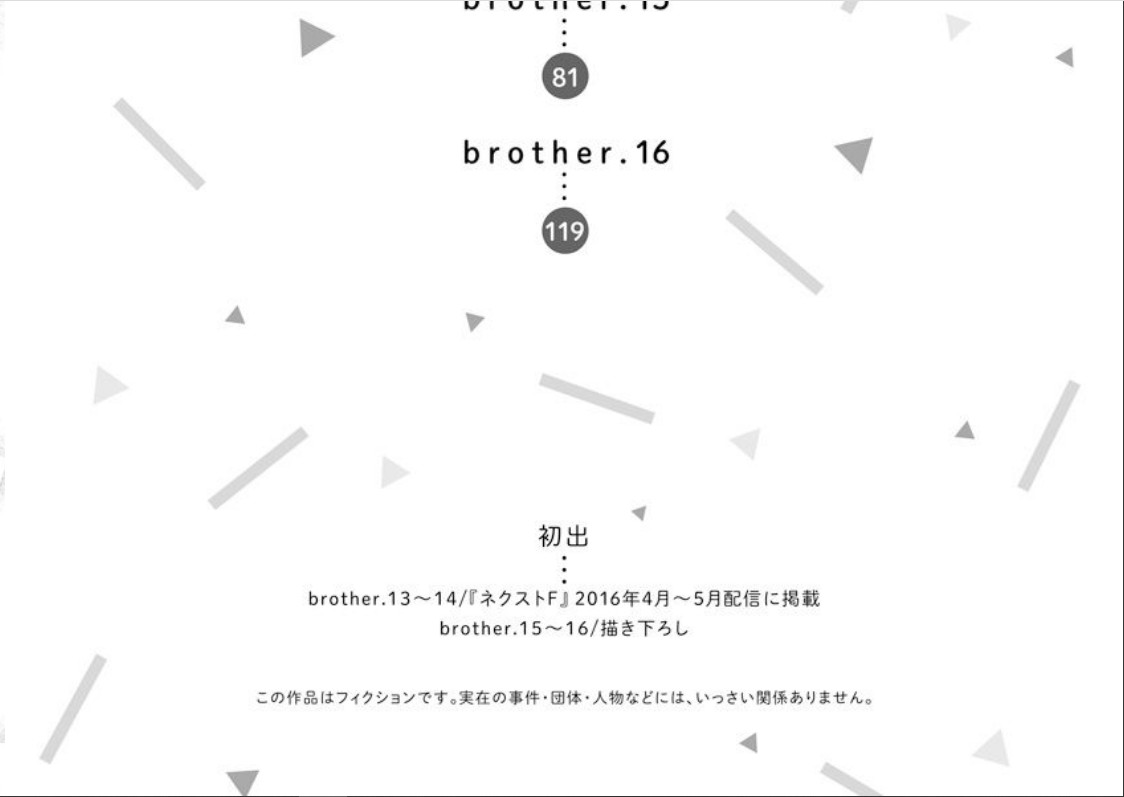 brother.15
81
brother.16
119
初出
brother.13〜14/『ネクストF』2016年4月〜5月配信に掲載
brother.15〜16/描き下ろし
この作品はフィクションです。実在の事件・団体・人物などには、いっさい関係ありません。